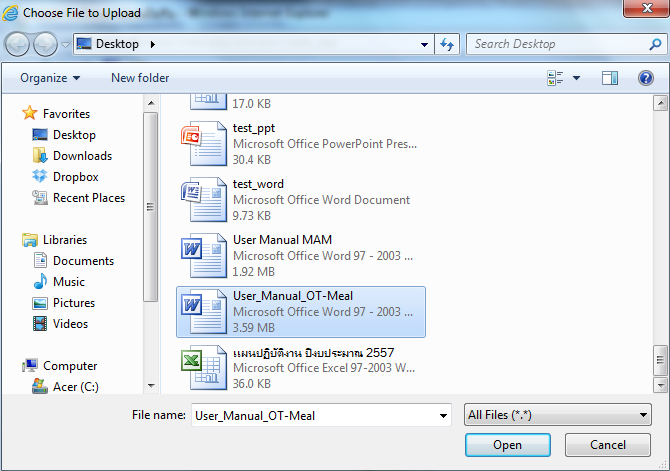 Choose File to Upload
Desktop
Search Desktop
Organize
New folder
Favorites
Desktop
Downloads
Dropbox
Recent Places
Libraries
Documents
Music
Pictures
Videos
Computer
Acer (C:)
17.0 KB
test_ppt
Microsoft Office PowerPoint Pres...
30.4 KB
test_word
Microsoft Office Word Document
9.73 KB
User Manual MAM
Microsoft Office Word 97 - 2003 ...
1.92 MB
User_Manual_OT-Meal
Microsoft Office Word 97 - 2003 ...
3.59 MB
แผนปฏิบัติงาน ปีงบประมาณ 2557
Microsoft Office Excel 97-2003 W...
36.0 KB
File name: User_Manual_OT-Meal
All Files (*.*)
Open
Cancel